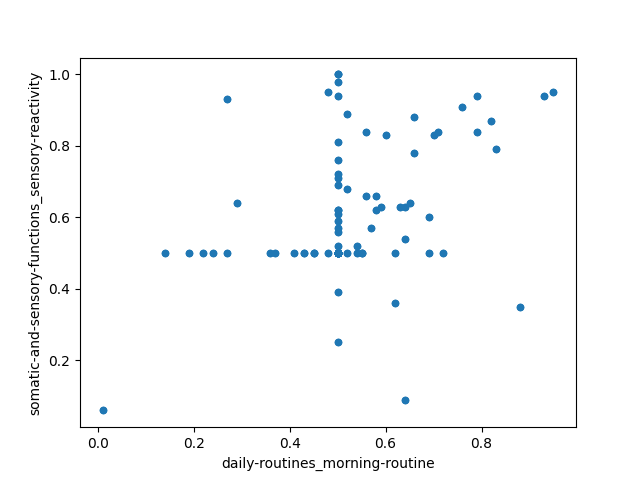 1.0
0.8
0.6
0.4
0.2
somatic-and-sensory-functions_sensory-reactivity
0.0 0.2 0.4 0.6 0.8
daily-routines_morning-routine